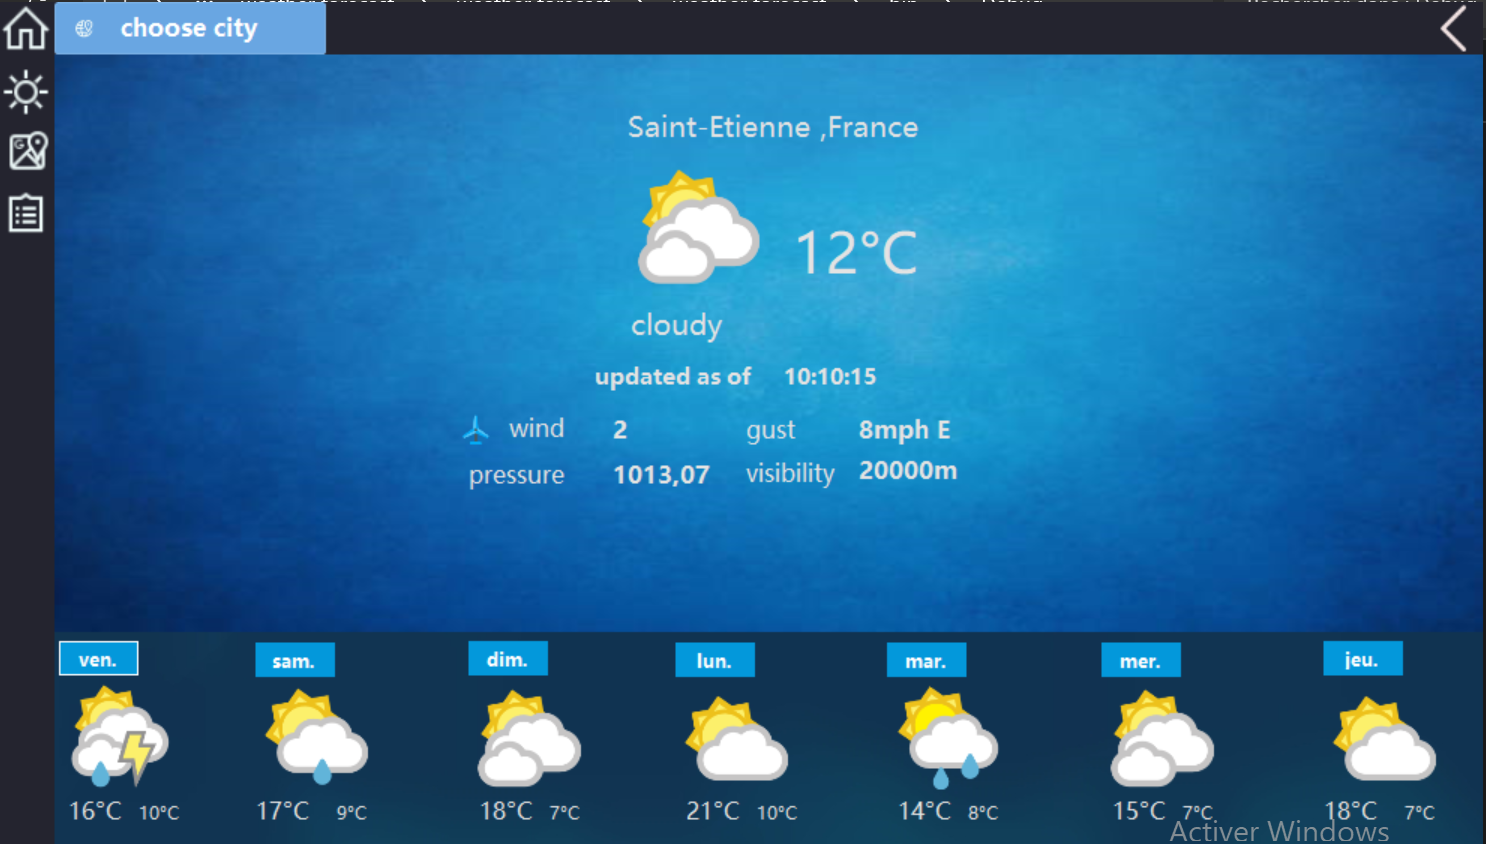 choose city
Saint-Etienne ,France
12°C
cloudy
updated as of 10:10:15
wind 2 gust 8mph E
pressure 1013,07 visibility 20000m
ven. sam. dim. lun. mar. mer. jeu.
16°C 10°C 17°C 9°C 18°C 7°C 21°C 10°C 14°C 8°C 15°C 7°C 18°C 7°C
Activer Windows